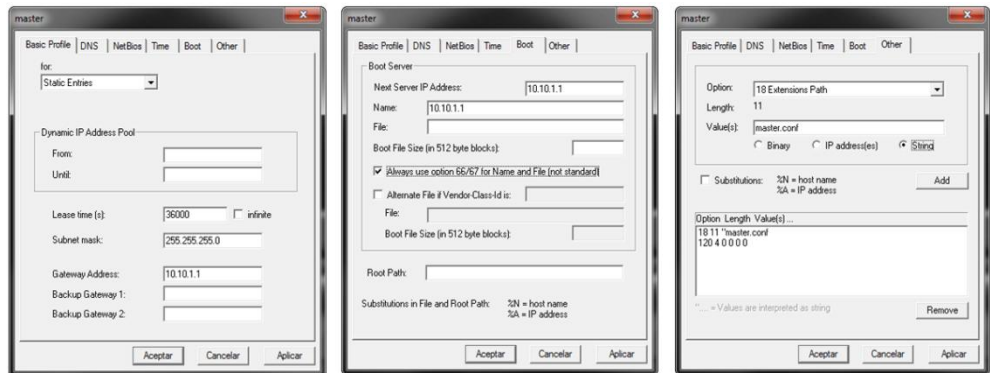 master
Basic Profile DNS NetBios Time Boot Other
for:
Static Entries
Dynamic IP Address Pool
From:
Until:
Lease time (s): 36000 infinite
Subnet mask: 255.255.255.0
Gateway Address: 10.10.1.1
Backup Gateway 1:
Backup Gateway 2:
Aceptar Cancelar Aplicar
master
Basic Profile DNS NetBios Time Boot Other
Boot Server
Next Server IP Address: 10.10.1.1
Name: 10.10.1.1
File:
Boot File Size (in 512 byte blocks):
Always use option 66/67 for Name and File (not standard)
Alternate File if Vendor-Class-Id is:
File:
Boot File Size (in 512 byte blocks):
Root Path:
Substitutions in File and Root Path: %N = host name
%A = IP address
Aceptar Cancelar Aplicar
master
Basic Profile DNS NetBios Time Boot Other
Option: 18 Extensions Path
Length: 11
Value(s): master.conf
Binary IP address(es) String
Substitutions: %N = host name
%A = IP address
Add
Option Length Value(s)...
18 11 "master.conf
120 4 0 0 0 0
"... = Values are interpreted as string
Remove
Aceptar Cancelar Aplicar